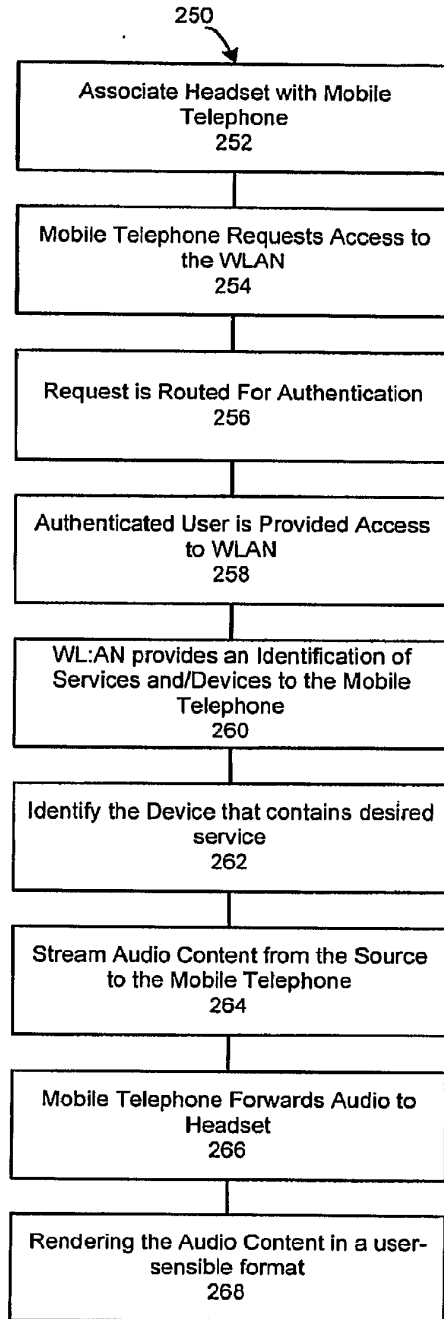 250
Associate Headset with Mobile
Telephone
252
Mobile Telephone Requests Access to
the WLAN
254
Request is Routed For Authentication
256
Authenticated User is Provided Access
to WLAN
258
WL:AN provides an Identification of
Services and/Devices to the Mobile
Telephone
260
Identify the Device that contains desired
service
262
Stream Audio Content from the Source
to the Mobile Telephone
264
Mobile Telephone Forwards Audio to
Headset
266
Rendering the Audio Content in a user-
sensible format
268